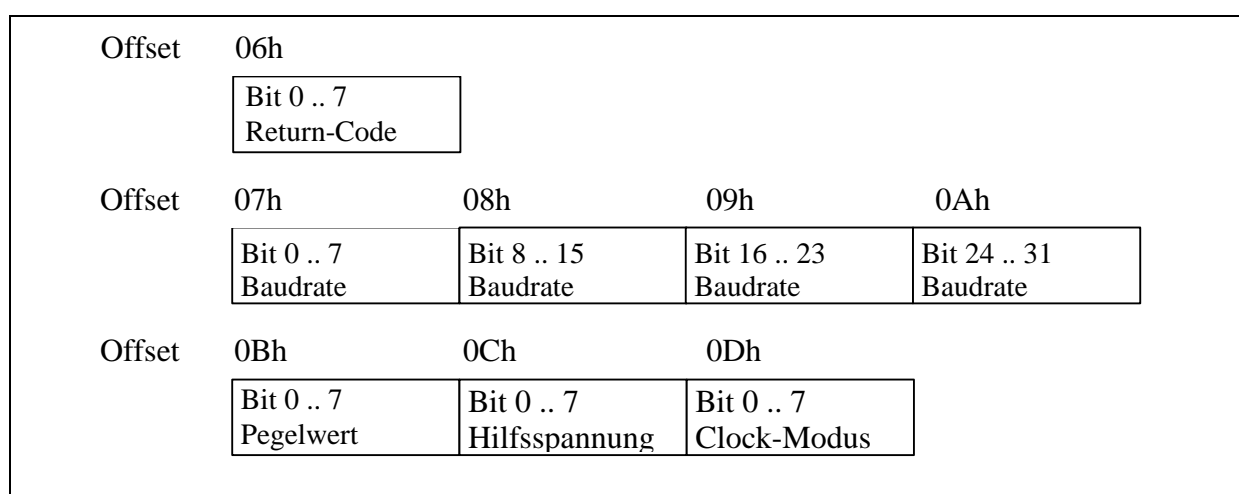 Offset 06h
Bit 0 .. 7
Return-Code
Offset 07h 08h 09h 0Ah
Bit 0 .. 7 Bit 8 .. 15 Bit 16 .. 23 Bit 24 .. 31
Baudrate Baudrate Baudrate Baudrate
Offset 0Bh 0Ch 0Dh
Bit 0 .. 7 Bit 0 .. 7 Bit 0 .. 7
Pegelwert Hilfsspannung Clock-Modus